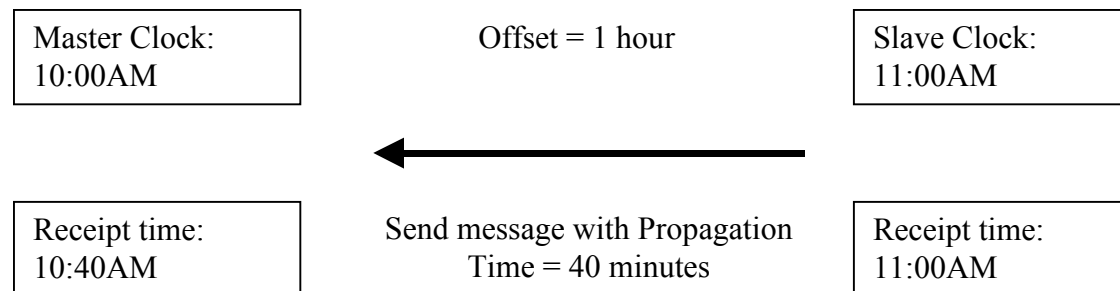 Master Clock:
10:00AM
Offset = 1 hour
Slave Clock:
11:00AM
Receipt time:
10:40AM
Send message with Propagation
Time = 40 minutes
Receipt time:
11:00AM